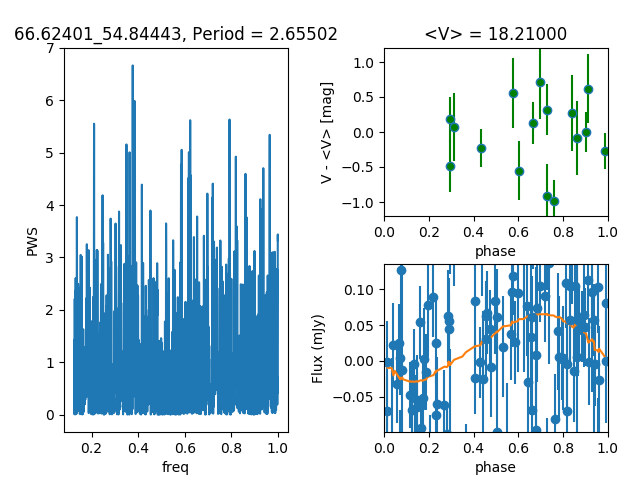 66.62401_54.84443, Period = 2.65502
<V> = 18.21000
7
6
5
4
3
2
1
0
PWS
0.2 0.4 0.6 0.8 1.0
freq
1.0
0.5
0.0
−0.5
−1.0
V - <V> [mag]
0.0 0.2 0.4 0.6 0.8 1.0
phase
0.10
0.05
0.00
−0.05
Flux (mJy)
0.0 0.2 0.4 0.6 0.8 1.0
phase